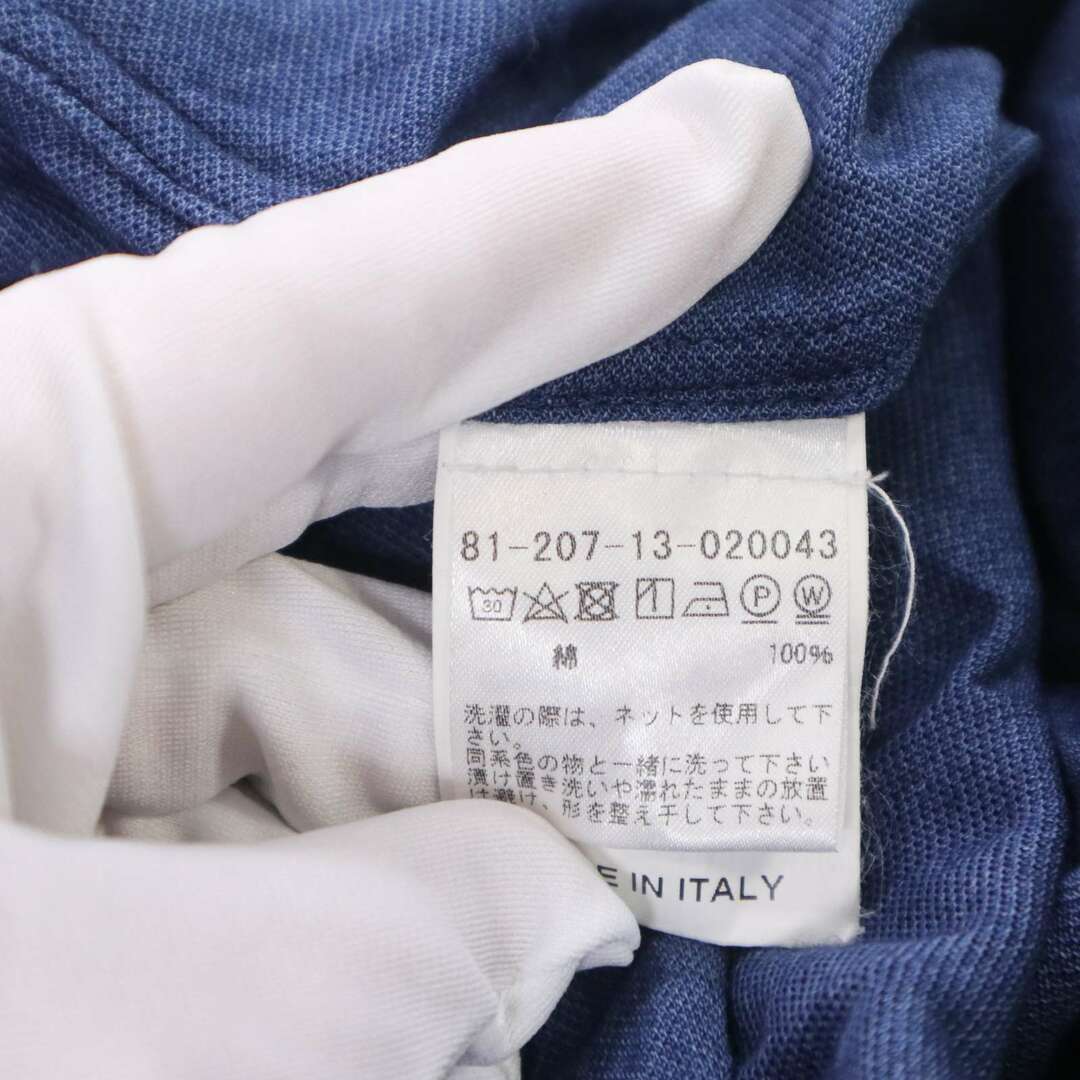 81-207-13-020043
30 1 P W
綿 100%
洗濯の際は、ネットを使用して下
さい。
同系色の物と一緒に洗って下さい
漬け置き洗いや濡れたままの放置
は避け、形を整え干して下さい。
E IN ITALY